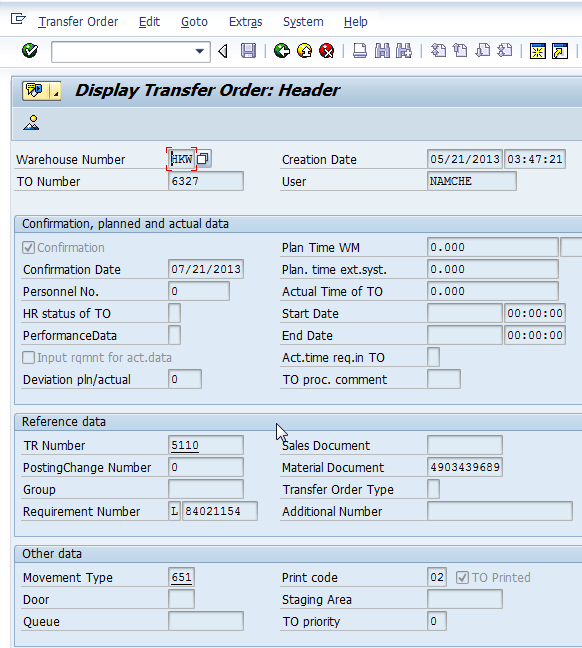 Transfer Order Edit Goto Extras System Help
Display Transfer Order: Header
Warehouse Number HKW Creation Date 05/21/2013 03:47:21
TO Number 6327 User NAMCHE
Confirmation, planned and actual data
Confirmation Plan Time WM 0.000
Confirmation Date 07/21/2013 Plan. time ext.syst. 0.000
Personnel No. 0 Actual Time of TO 0.000
HR status of TO Start Date 00:00:00
PerformanceData End Date 00:00:00
Input rqmnt for act.data Act.time req.in TO
Deviation pln/actual 0 TO proc. comment
Reference data
TR Number 5110 Sales Document
PostingChange Number 0 Material Document 4903439689
Group Transfer Order Type
Requirement Number L 84021154 Additional Number
Other data
Movement Type 651 Print code 02 TO Printed
Door Staging Area
Queue TO priority 0